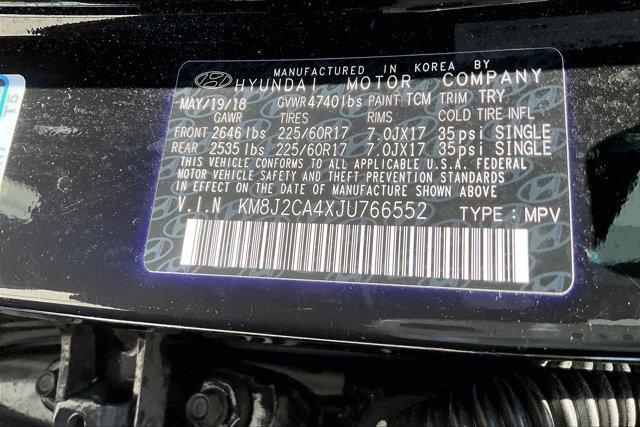 MANUFACTURED IN KOREA BY
HYUNDAI MOTOR COMPANY
MAY/19/18 GVWR4740lbs PAINT TCM TRIM TRY
GAWR TIRES RIMS COLD TIRE INFL
FRONT 2646lbs 225/60R17 7.0JX17 35psi SINGLE
REAR 2535lbs 225/60R17 7.0JX17 35psi SINGLE
THIS VEHICLE CONFORMS TO ALL APPLICABLE U.S.A. FEDERAL
MOTOR VEHICLE SAFETY AND THEFT PREVENTION STANDARDS
IN EFFECT ON THE DATE OF MANUFACTURE SHOWN ABOVE
V.I.N KM8J2CA4XJU766552 TYPE:MPV
T5